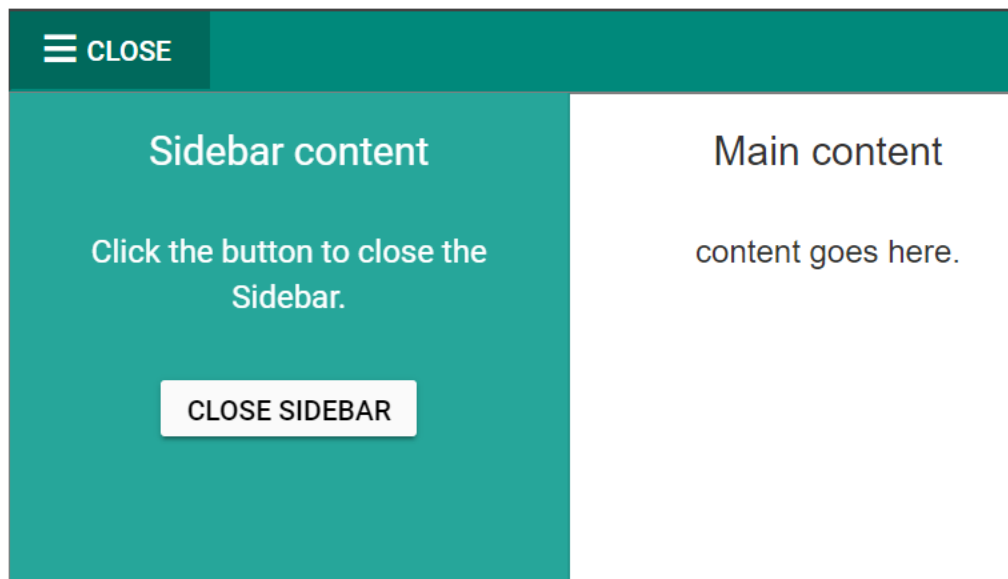 CLOSE
Sidebar content
Click the button to close the
Sidebar.
CLOSE SIDEBAR
Main content
content goes here.